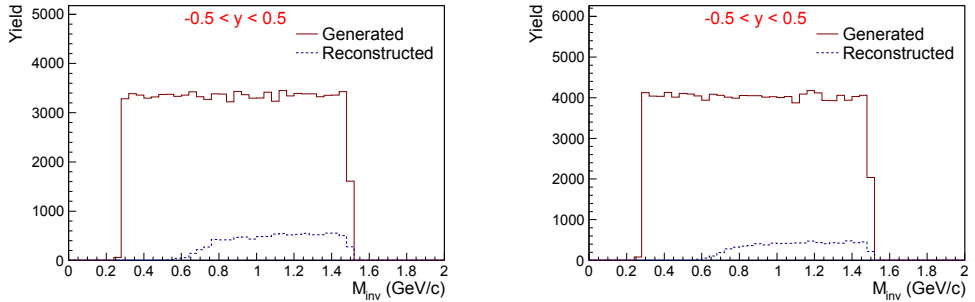 -0.5 < y < 0.5
Yield
Generated
Reconstructed
5000
4000
3000
2000
1000
0
0 0.2 0.4 0.6 0.8 1 1.2 1.4 1.6 1.8 2
M_inv (GeV/c)
-0.5 < y < 0.5
Yield
Generated
Reconstructed
6000
5000
4000
3000
2000
1000
0
0 0.2 0.4 0.6 0.8 1 1.2 1.4 1.6 1.8 2
M_inv (GeV/c)